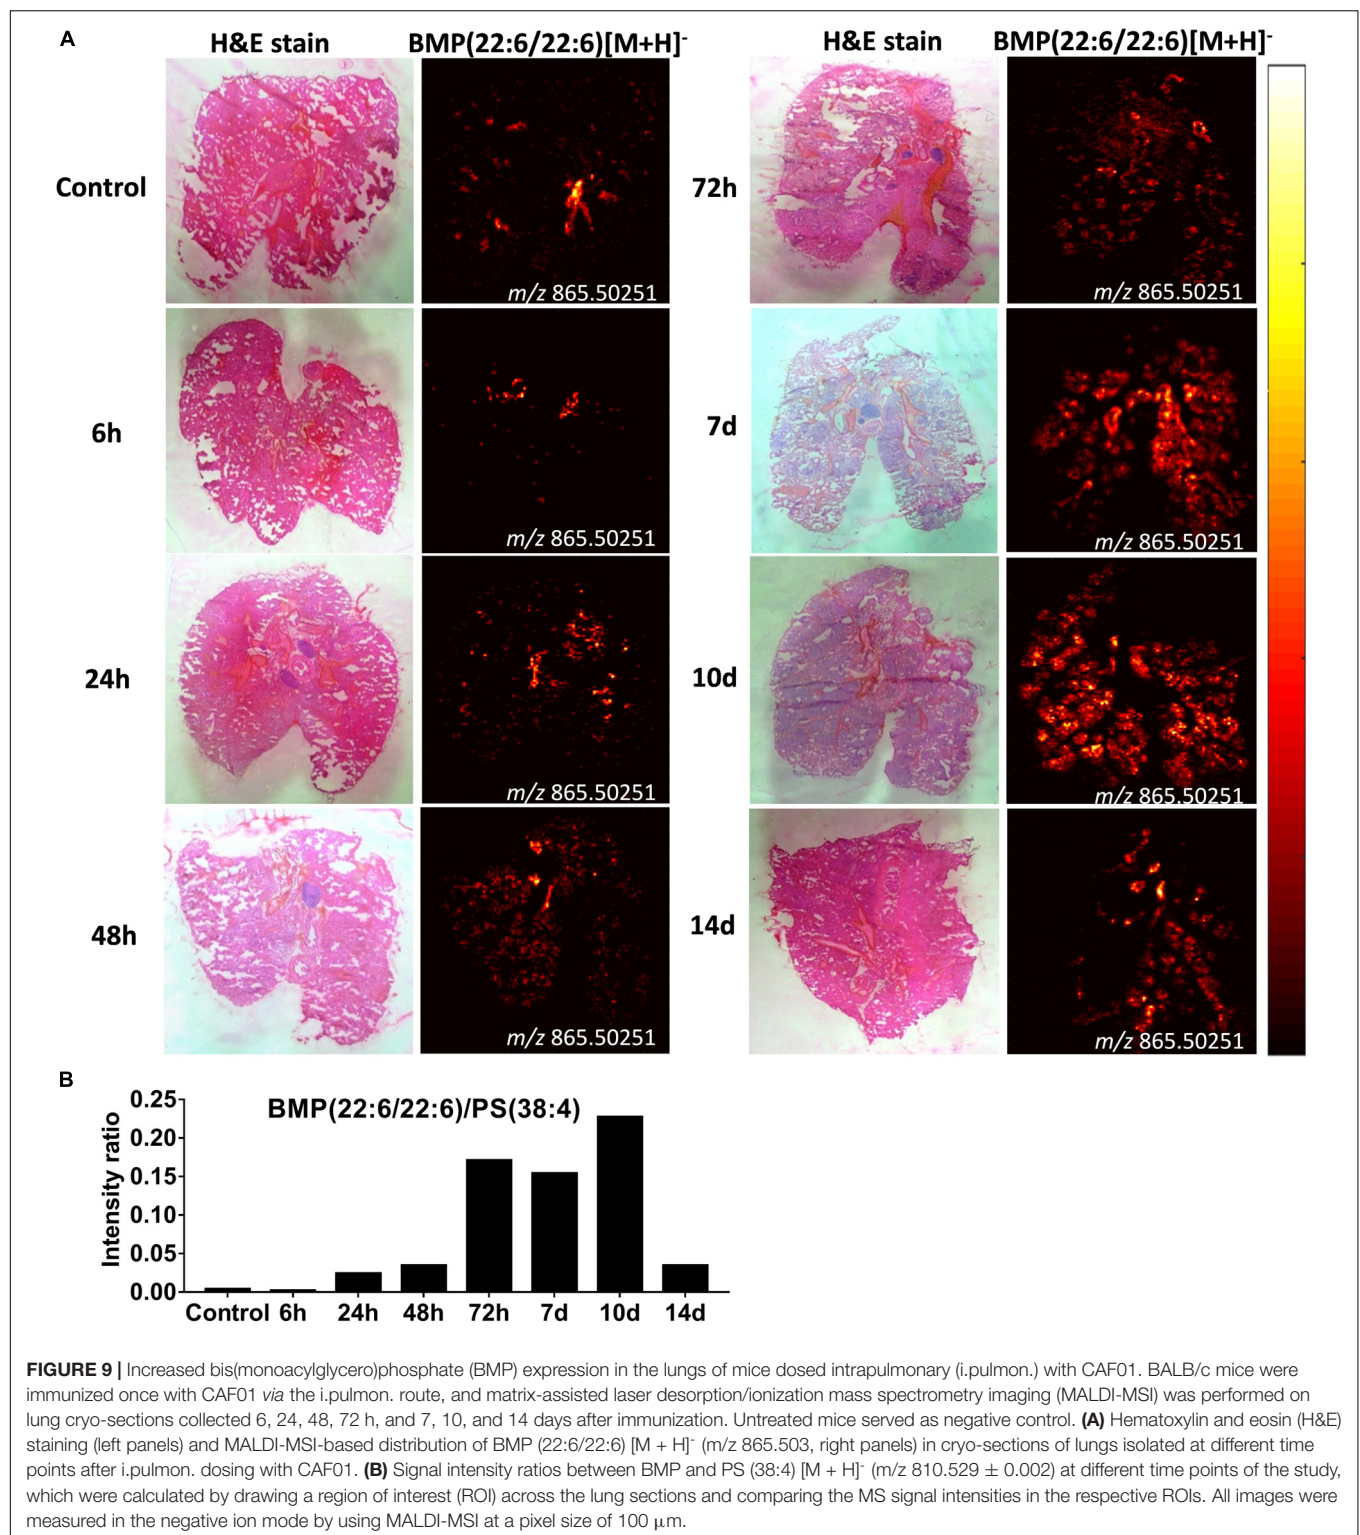 A
H&E stain
BMP(22:6/22:6)[M+H]-
H&E stain
BMP(22:6/22:6)[M+H]-
Control
m/z 865.50251
72h
m/z 865.50251
6h
m/z 865.50251
7d
m/z 865.50251
24h
m/z 865.50251
10d
m/z 865.50251
48h
m/z 865.50251
14d
m/z 865.50251
B
BMP(22:6/22:6)/PS(38:4)
Intensity ratio
0.25
0.20
0.15
0.10
0.05
0.00
Control 6h 24h 48h 72h 7d 10d 14d
FIGURE 9 | Increased bis(monoacylglycero)phosphate (BMP) expression in the lungs of mice dosed intrapulmonary (i.pulmon.) with CAF01. BALB/c mice were
immunized once with CAF01 via the i.pulmon. route, and matrix-assisted laser desorption/ionization mass spectrometry imaging (MALDI-MSI) was performed on
lung cryo-sections collected 6, 24, 48, 72 h, and 7, 10, and 14 days after immunization. Untreated mice served as negative control. (A) Hematoxylin and eosin (H&E)
staining (left panels) and MALDI-MSI-based distribution of BMP (22:6/22:6) [M + H]- (m/z 865.503, right panels) in cryo-sections of lungs isolated at different time
points after i.pulmon. dosing with CAF01. (B) Signal intensity ratios between BMP and PS (38:4) [M + H]- (m/z 810.529 ± 0.002) at different time points of the study,
which were calculated by drawing a region of interest (ROI) across the lung sections and comparing the MS signal intensities in the respective ROIs. All images were
measured in the negative ion mode by using MALDI-MSI at a pixel size of 100 μm.